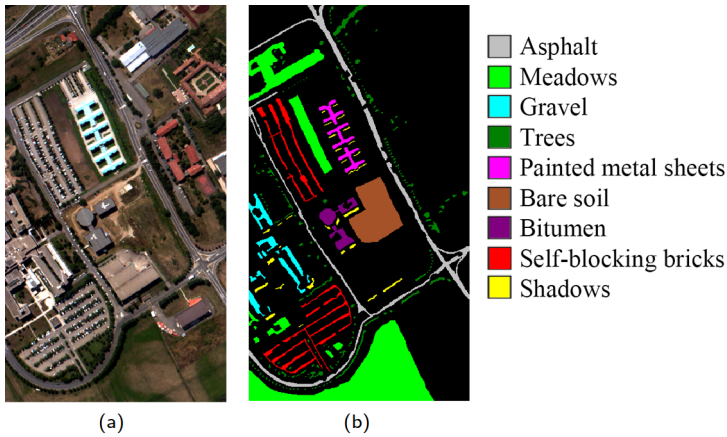 Asphalt
Meadows
Gravel
Trees
Painted metal sheets
Bare soil
Bitumen
Self-blocking bricks
Shadows
(a)
(b)